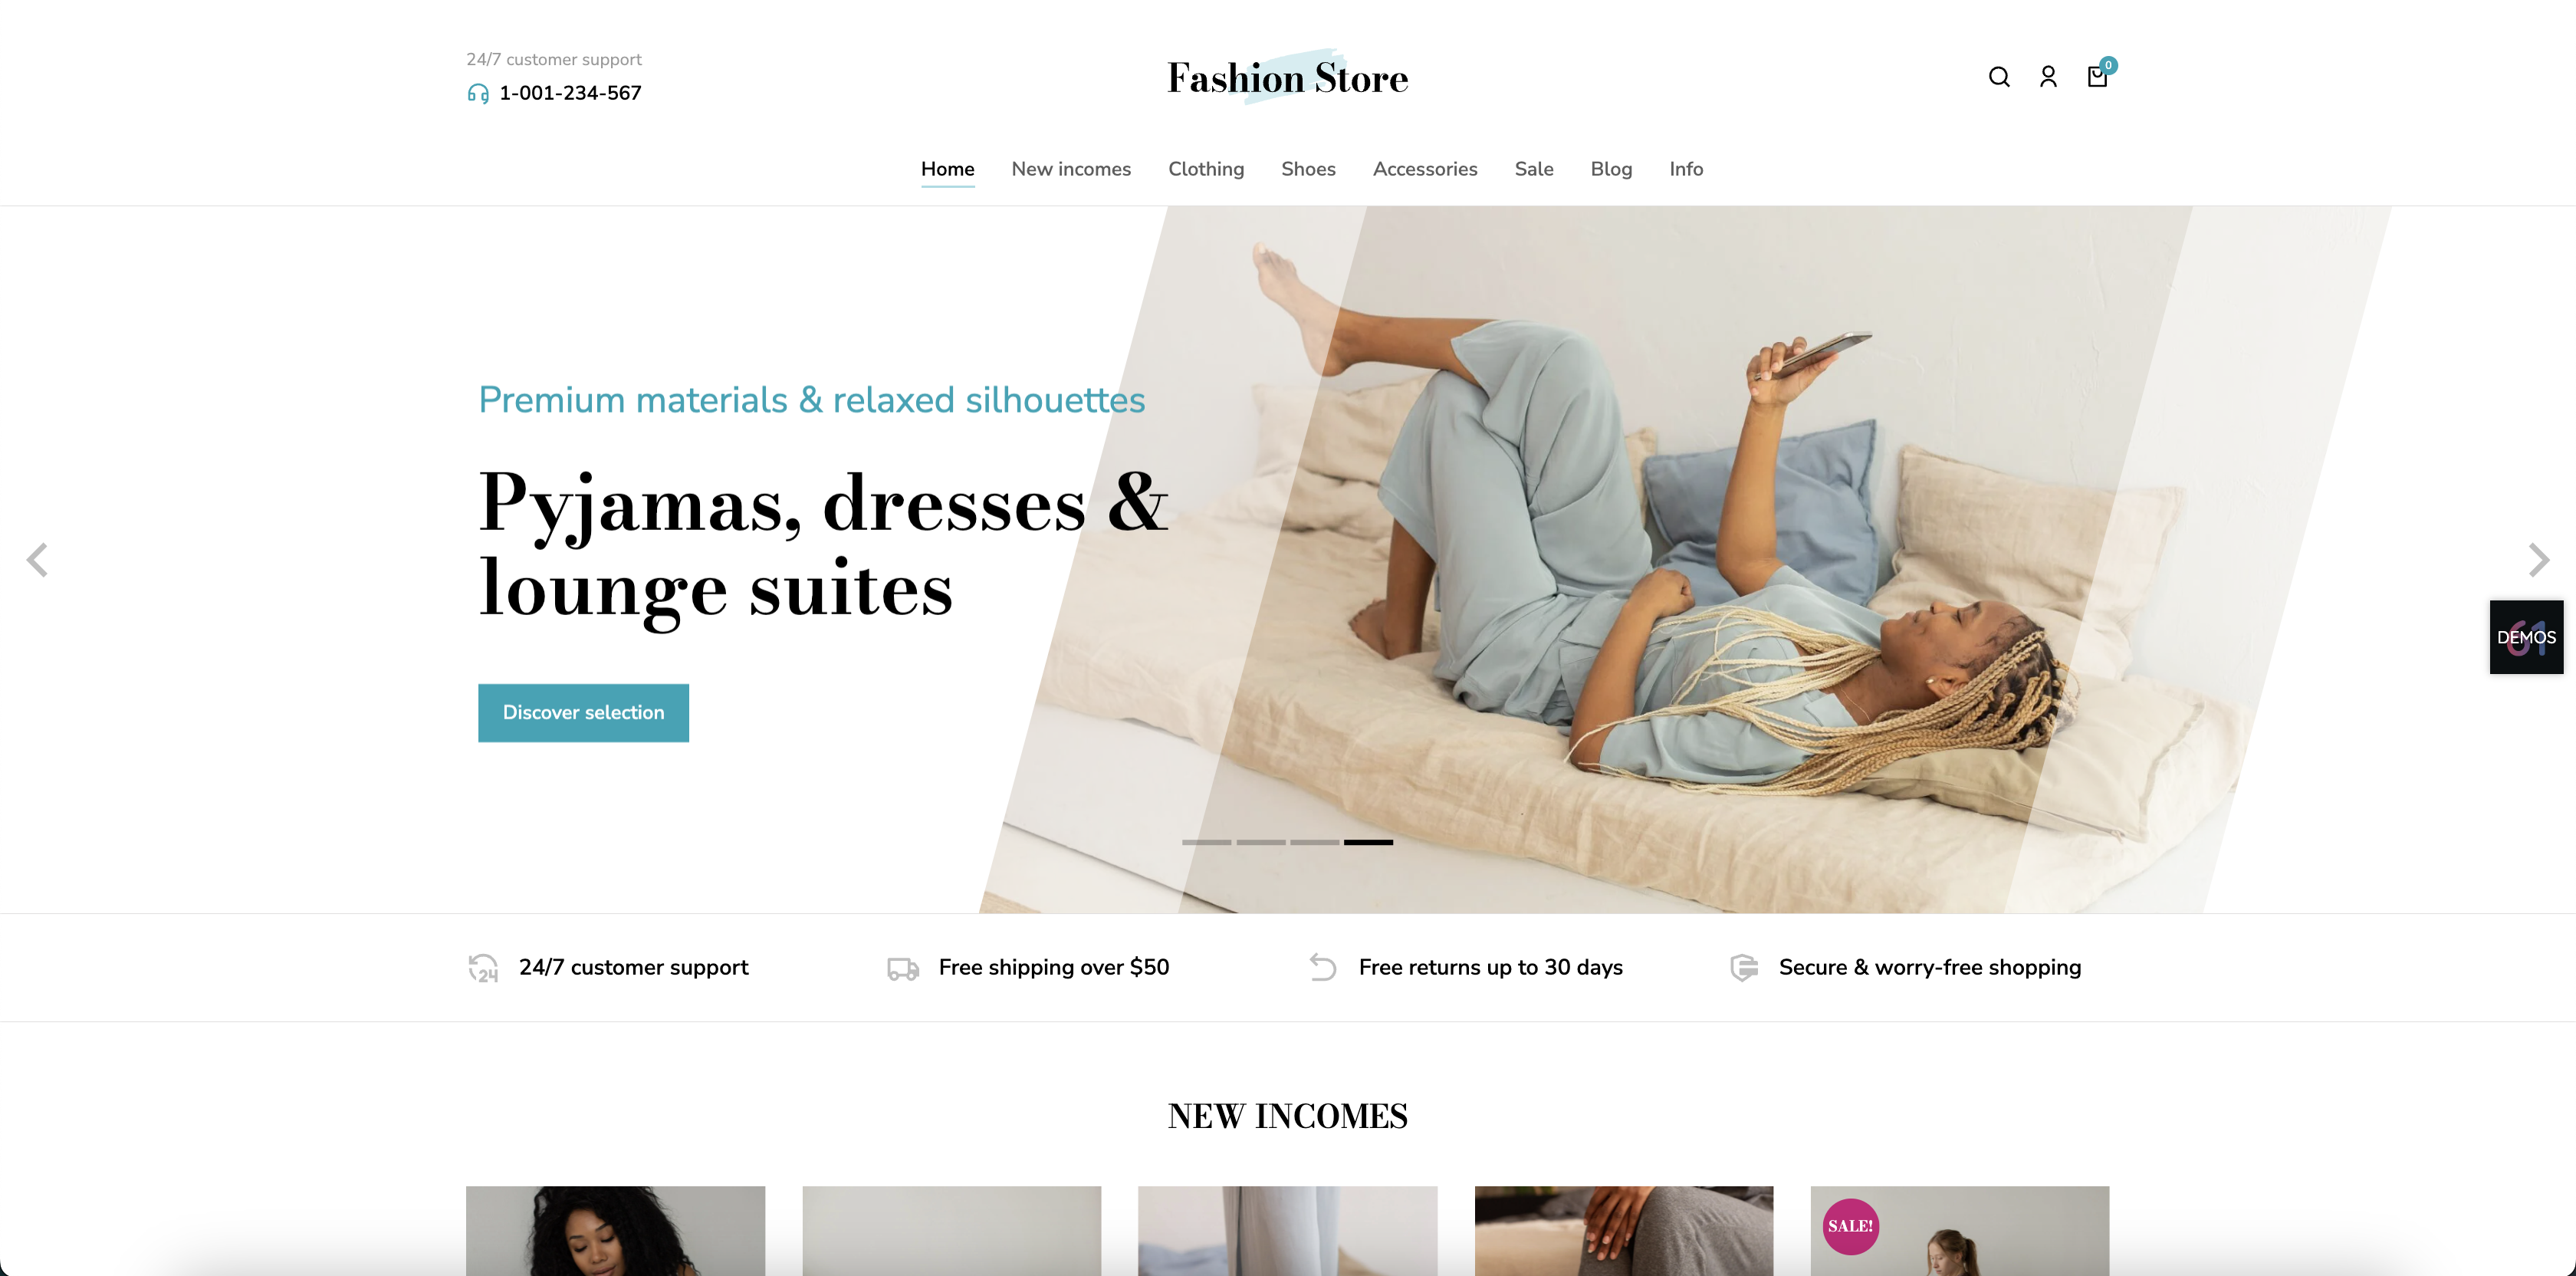 24/7 customer support
1-001-234-567
Fashion Store
0
Home New incomes Clothing Shoes Accessories Sale Blog Info
Premium materials & relaxed silhouettes
Pyjamas, dresses &
lounge suites
Discover selection
61
DEMOS
24 24/7 customer support Free shipping over $50 Free returns up to 30 days Secure & worry-free shopping
NEW INCOMES
SALE!